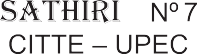 SATHIRI Nº 7
CITTE – UPEC